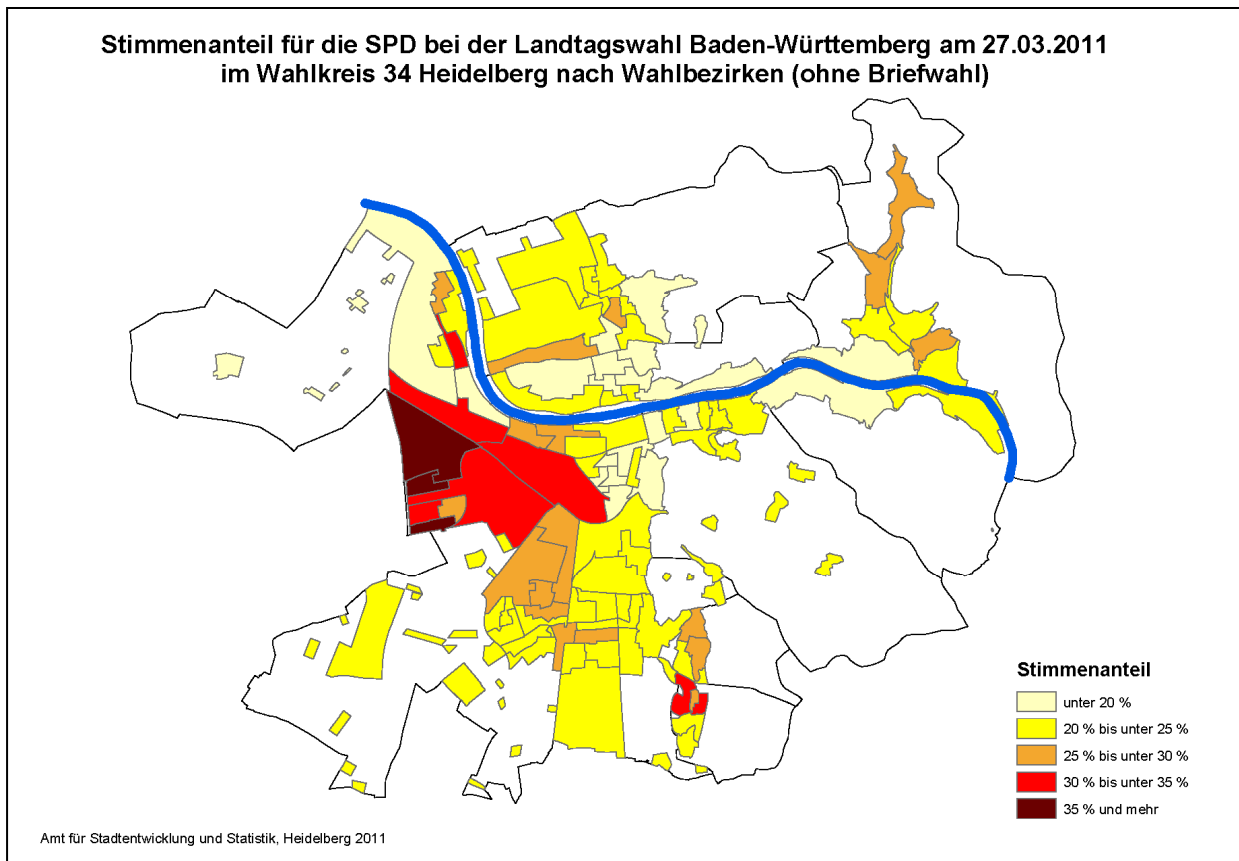 Stimmenanteil für die SPD bei der Landtagswahl Baden-Württemberg am 27.03.2011
im Wahlkreis 34 Heidelberg nach Wahlbezirken (ohne Briefwahl)
Stimmenanteil
unter 20 %
20 % bis unter 25 %
25 % bis unter 30 %
30 % bis unter 35 %
35 % und mehr
Amt für Stadtentwicklung und Statistik, Heidelberg 2011